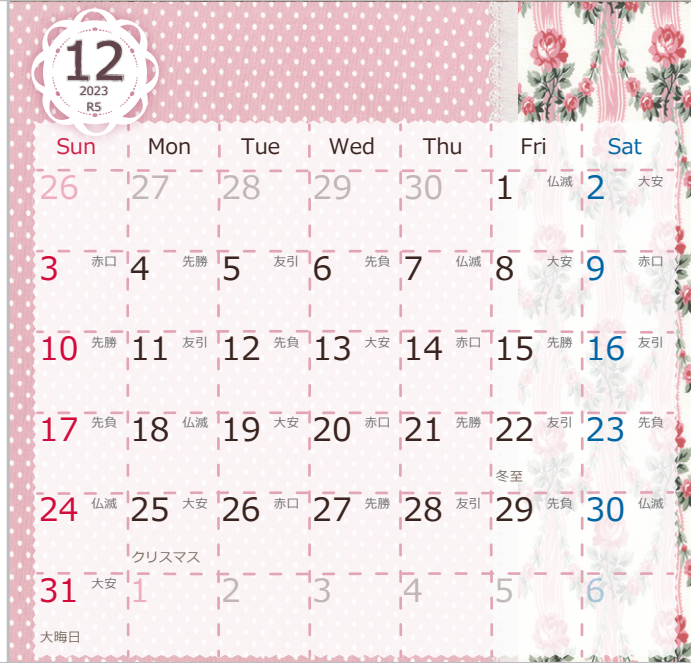 12
2023
R5
Sun Mon Tue Wed Thu Fri Sat
26 27 28 29 30 1 仏滅 2 大安
3 赤口 4 先勝 5 友引 6 先負 7 仏滅 8 大安 9 赤口
10 先勝 11 友引 12 先負 13 大安 14 赤口 15 先勝 16 友引
17 先負 18 仏滅 19 大安 20 赤口 21 先勝 22 友引 23 先負
冬至
24 仏滅 25 大安 26 赤口 27 先勝 28 友引 29 先負 30 仏滅
クリスマス
31 大安 1 2 3 4 5 6
大晦日